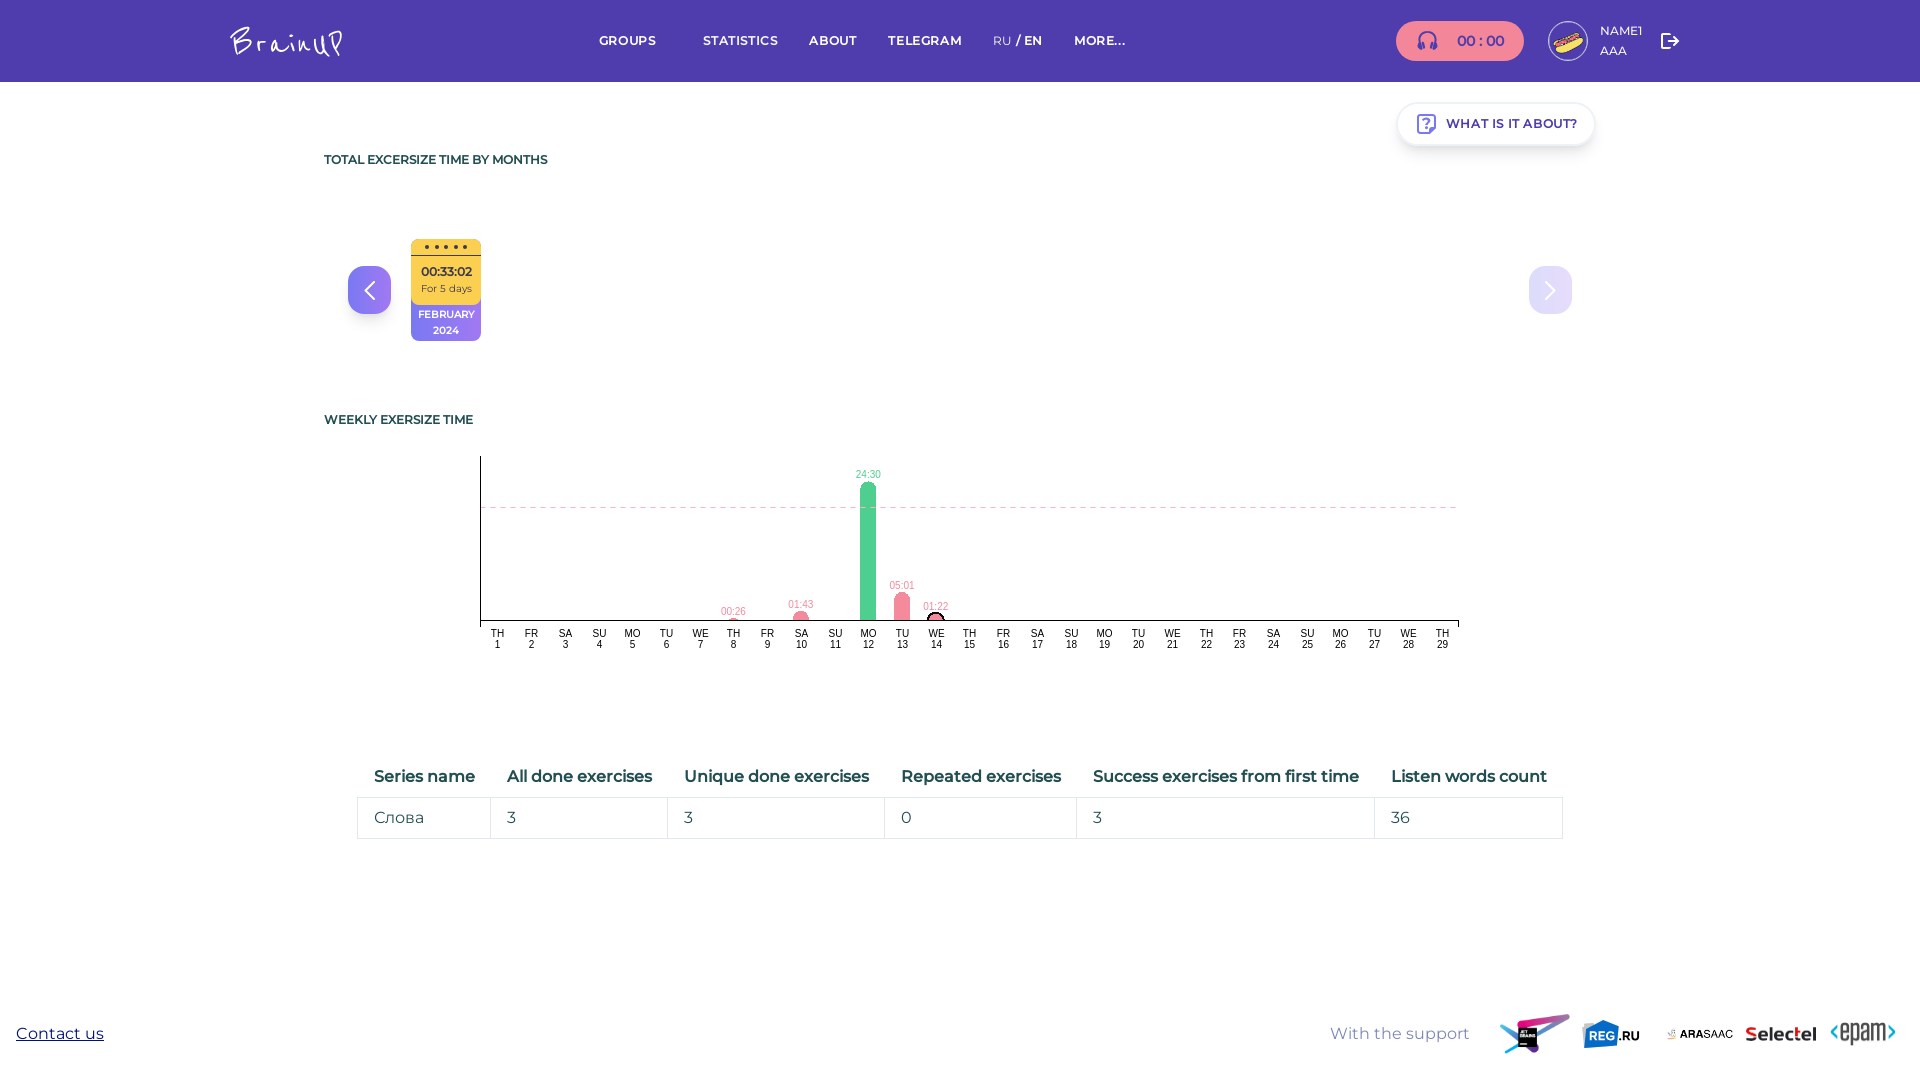 BrainUP
GROUPS STATISTICS ABOUT TELEGRAM RU / EN MORE...
00 : 00
NAME1
AAA
WHAT IS IT ABOUT?
TOTAL EXCERSIZE TIME BY MONTHS
00:33:02
For 5 days
FEBRUARY
2024
WEEKLY EXERSIZE TIME
24:30
05:01
01:43
01:22
00:26
TH FR SA SU MO TU WE TH FR SA SU MO TU WE TH FR SA SU MO TU WE TH FR SA SU MO TU WE TH
1 2 3 4 5 6 7 8 9 10 11 12 13 14 15 16 17 18 19 20 21 22 23 24 25 26 27 28 29
Series name All done exercises Unique done exercises Repeated exercises Success exercises from first time Listen words count
Слова 3 3 0 3 36
Contact us
With the support
REG.RU
ARASAAC
Selectel
<epam>